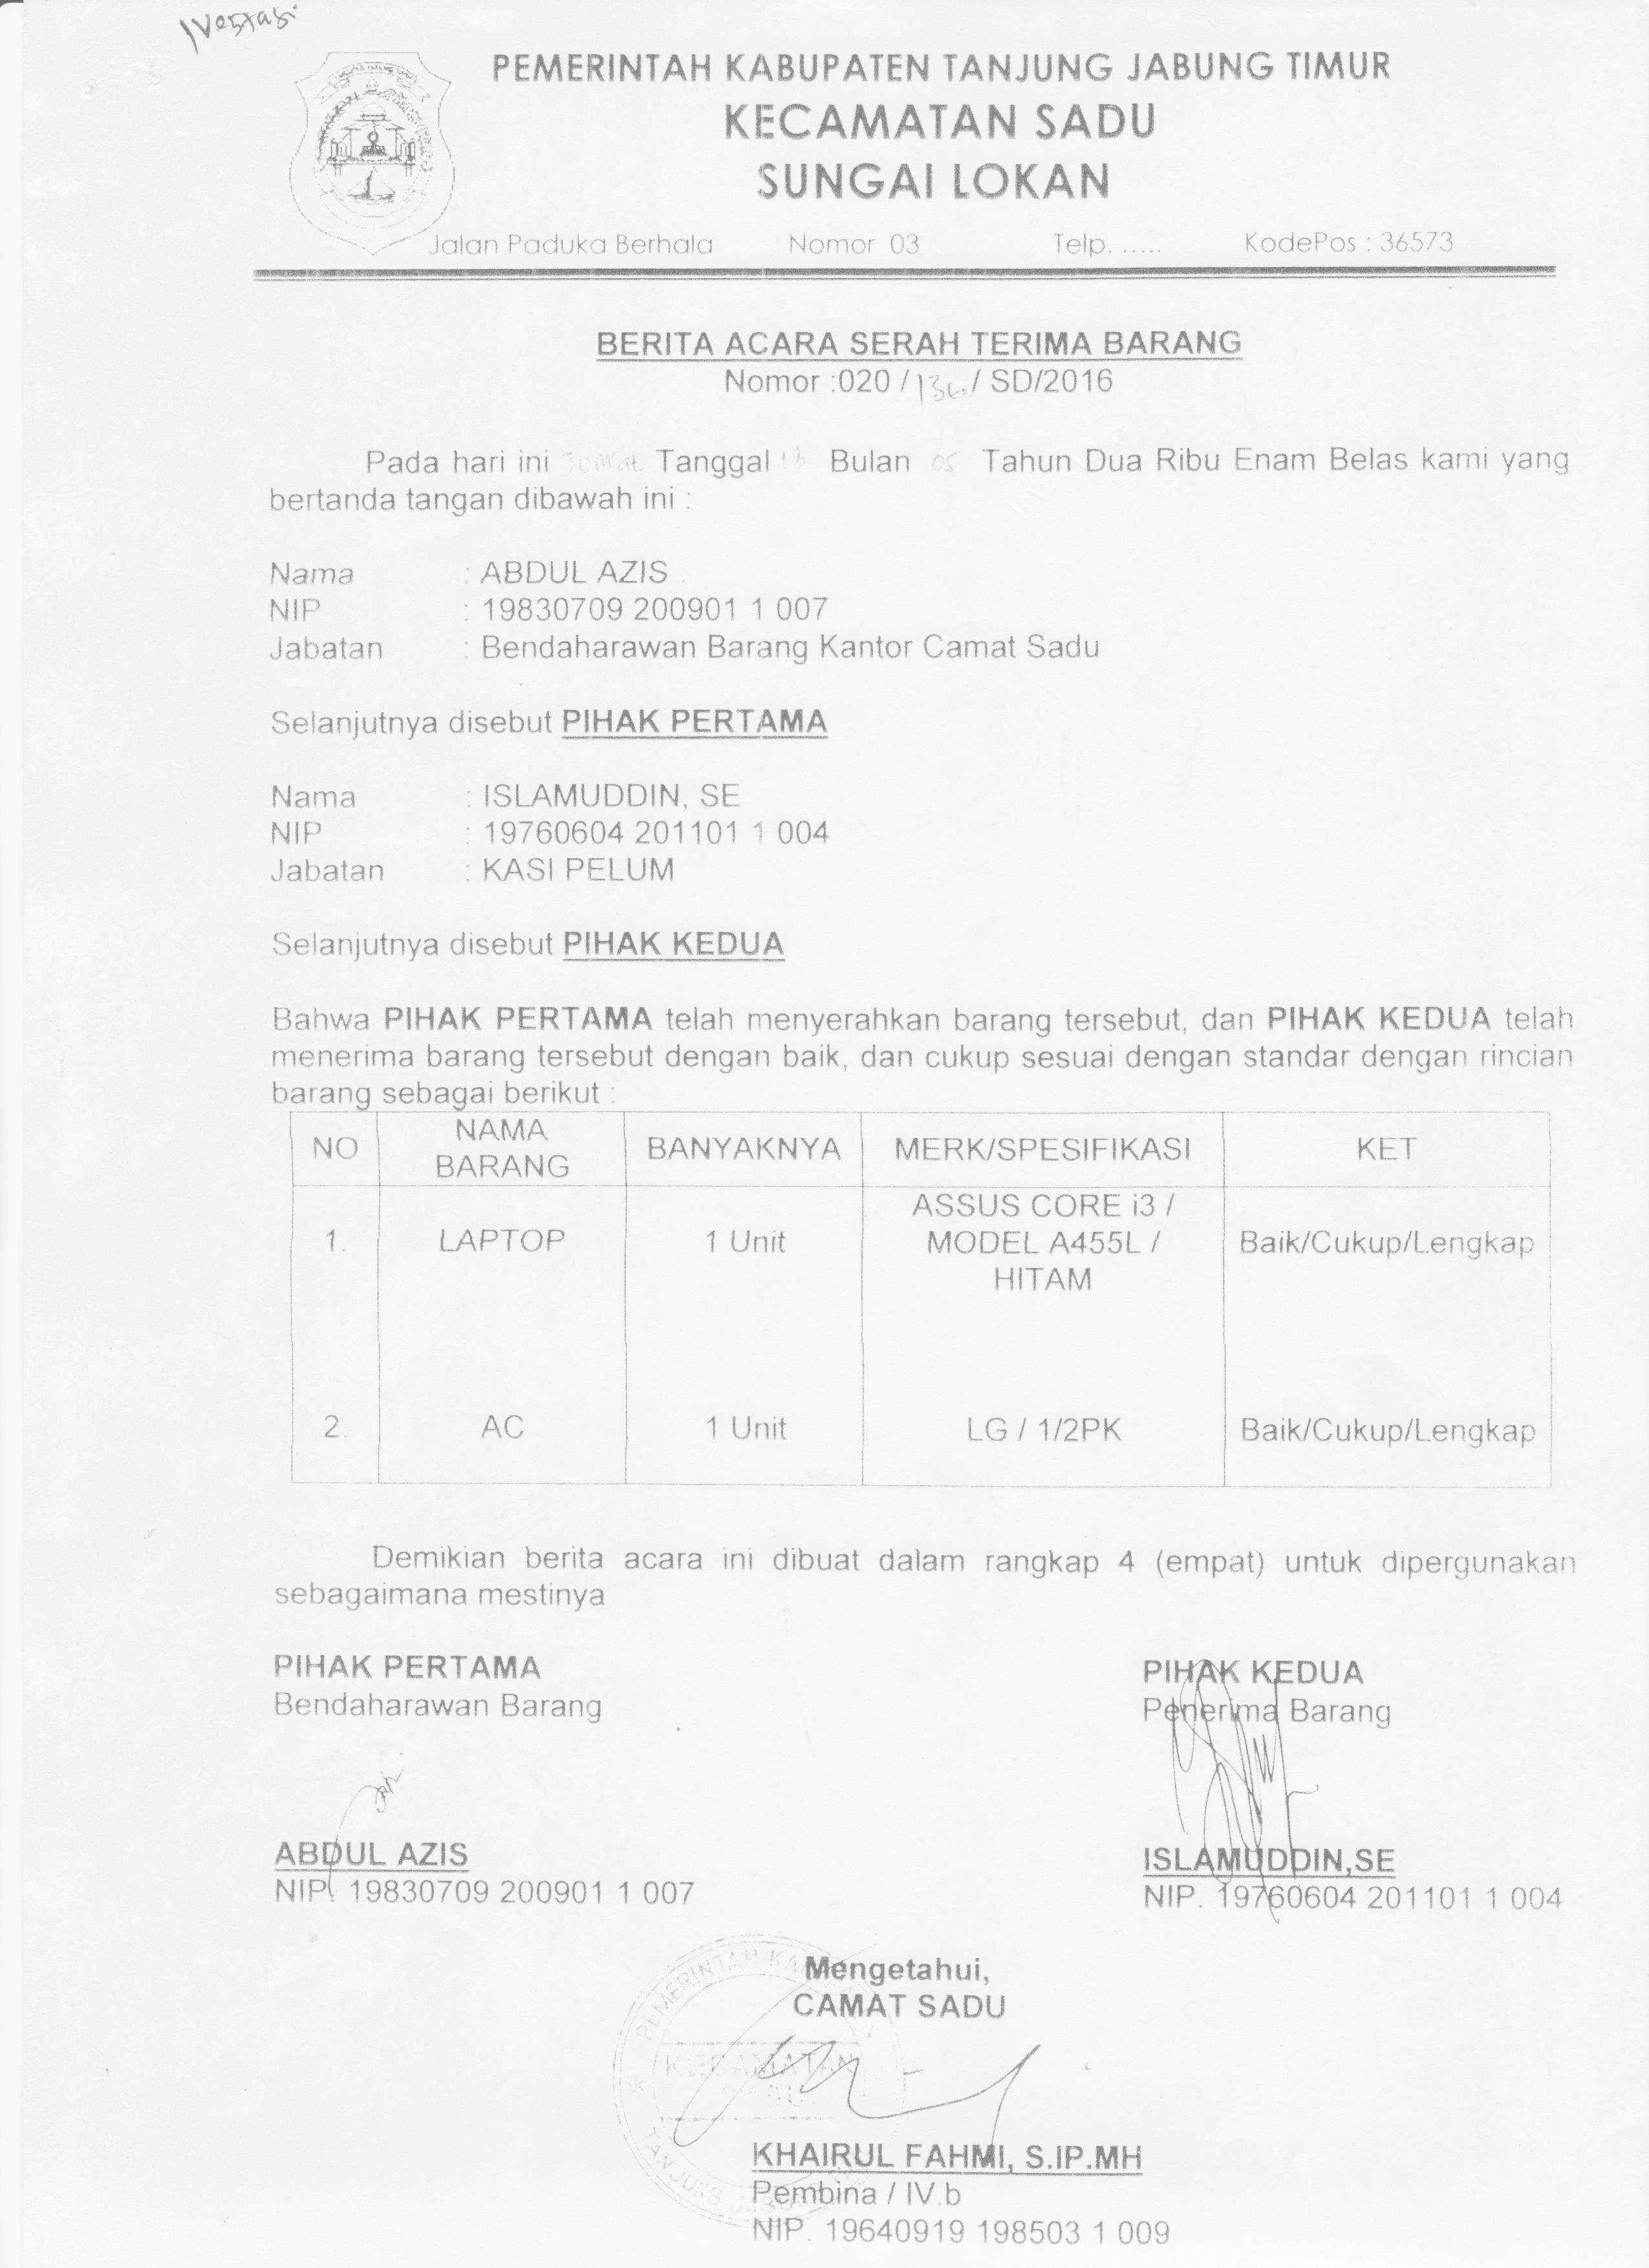 PEMERINTAH KABUPATEN TANJUNG JABUNG TIMUR
KECAMATAN SADU
SUNGAI LOKAN
Jalan Paduka Berhala Nomor 03 Telp. ...... KodePos : 36573
BERITA ACARA SERAH TERIMA BARANG
Nomor :020 / 136 / SD/2016
Pada hari ini Jumat Tanggal 13 Bulan 05 Tahun Dua Ribu Enam Belas kami yang
bertanda tangan dibawah ini :
Nama : ABDUL AZIS
NIP : 19830709 200901 1 007
Jabatan : Bendaharawan Barang Kantor Camat Sadu
Selanjutnya disebut PIHAK PERTAMA
Nama : ISLAMUDDIN, SE
NIP : 19760604 201101 1 004
Jabatan : KASI PELUM
Selanjutnya disebut PIHAK KEDUA
Bahwa PIHAK PERTAMA telah menyerahkan barang tersebut, dan PIHAK KEDUA telah
menerima barang tersebut dengan baik, dan cukup sesuai dengan standar dengan rincian
barang sebagai berikut :
NO NAMA BARANG BANYAKNYA MERK/SPESIFIKASI KET
ASSUS CORE i3 /
1. LAPTOP 1 Unit MODEL A455L / Baik/Cukup/Lengkap
HITAM
2. AC 1 Unit LG / 1/2PK Baik/Cukup/Lengkap
Demikian berita acara ini dibuat dalam rangkap 4 (empat) untuk dipergunakan
sebagaimana mestinya
PIHAK PERTAMA PIHAK KEDUA
Bendaharawan Barang Penerima Barang
ABDUL AZIS ISLAMUDDIN,SE
NIP. 19830709 200901 1 007 NIP. 19760604 201101 1 004
Mengetahui,
CAMAT SADU
PEMERINTAH
KECAMATAN
SADU
TANJUNG JABUNG
KHAIRUL FAHMI, S.IP.MH
Pembina / IV.b
NIP. 19640919 198503 1 009